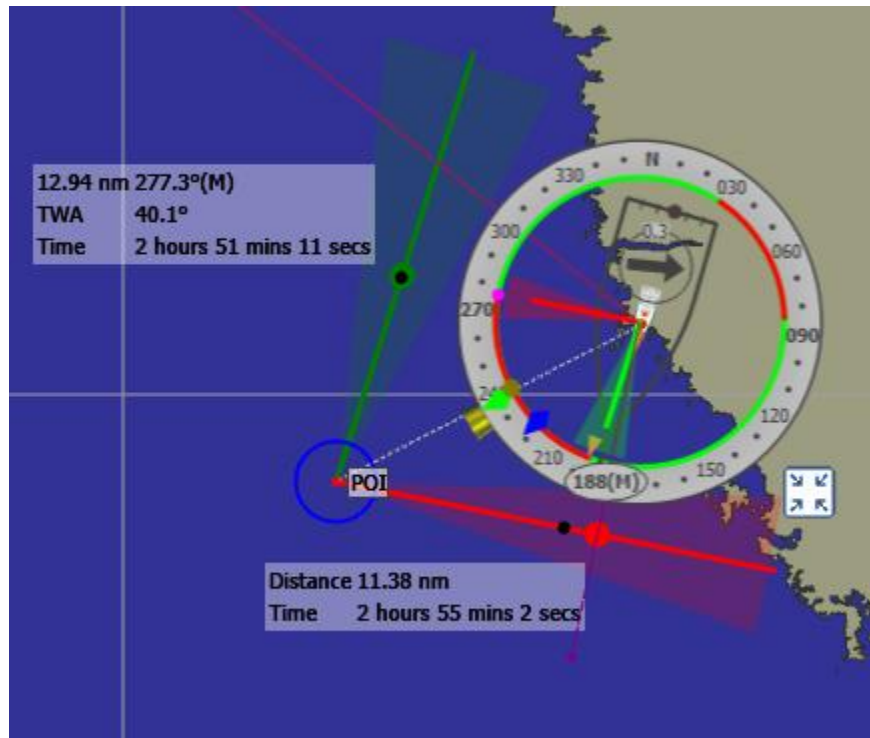 12.94 nm 277.3°(M)
TWA 40.1°
Time 2 hours 51 mins 11 secs
N
330
030
300
0.3
060
270
090
120
210
150
188(M)
POI
Distance 11.38 nm
Time 2 hours 55 mins 2 secs